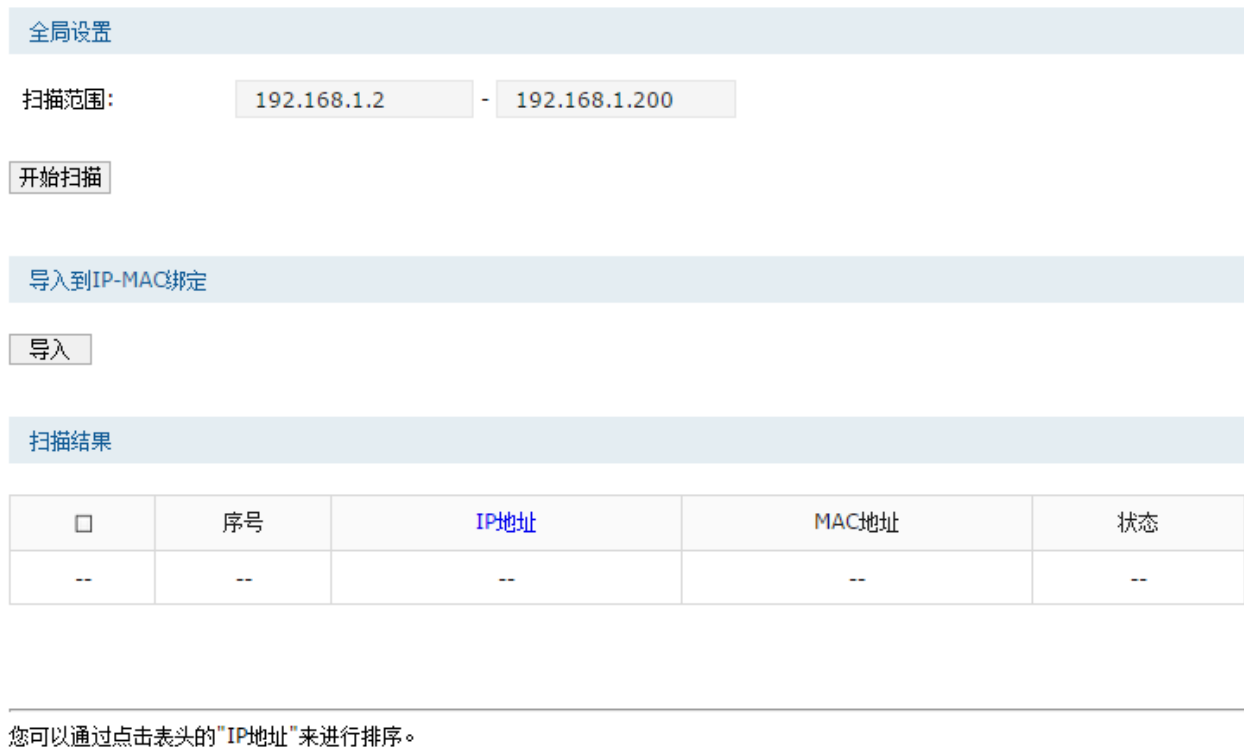 全局设置
扫描范围: 192.168.1.2 - 192.168.1.200
开始扫描
导入到IP-MAC绑定
导入
扫描结果
序号 IP地址 MAC地址 状态
-- -- -- -- --
您可以通过点击表头的"IP地址"来进行排序。